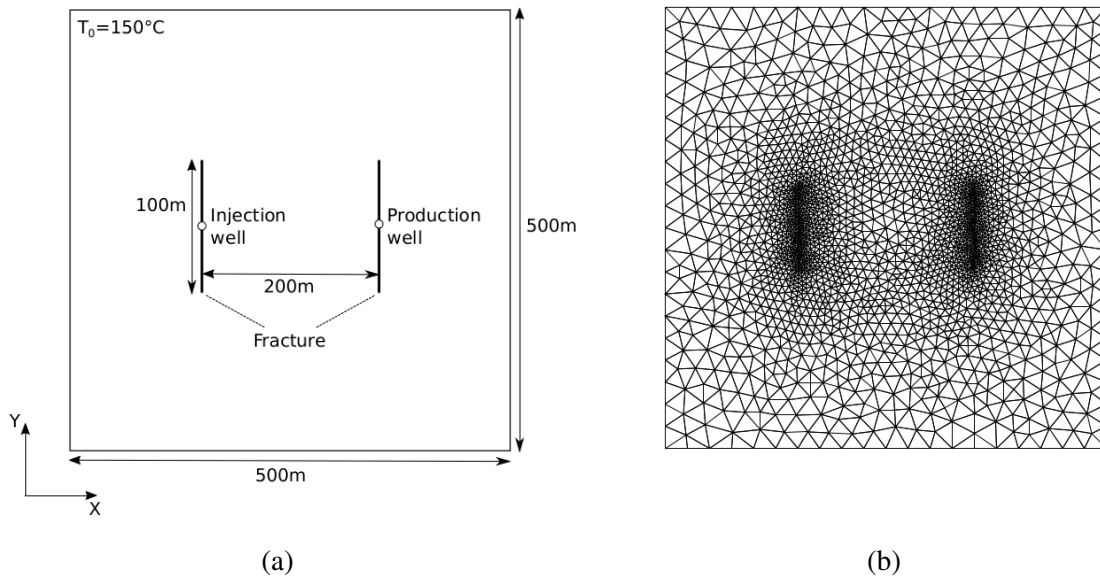 T₀=150°C
100m
Injection
well
Production
well
500m
200m
Fracture
Y
500m
X
(a)
(b)